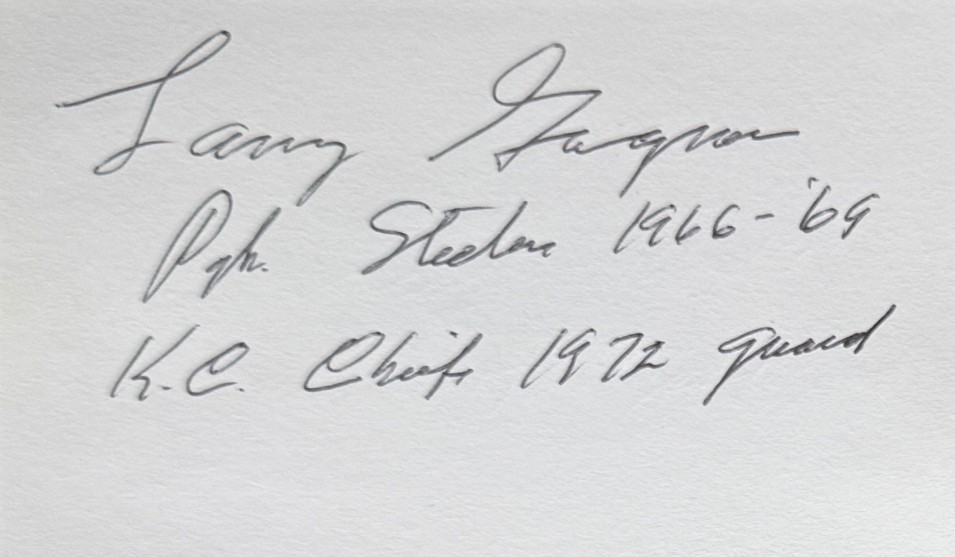 Larry Gagner
Pgh. Steelers 1966-'69
K.C. Chiefs 1972 guard